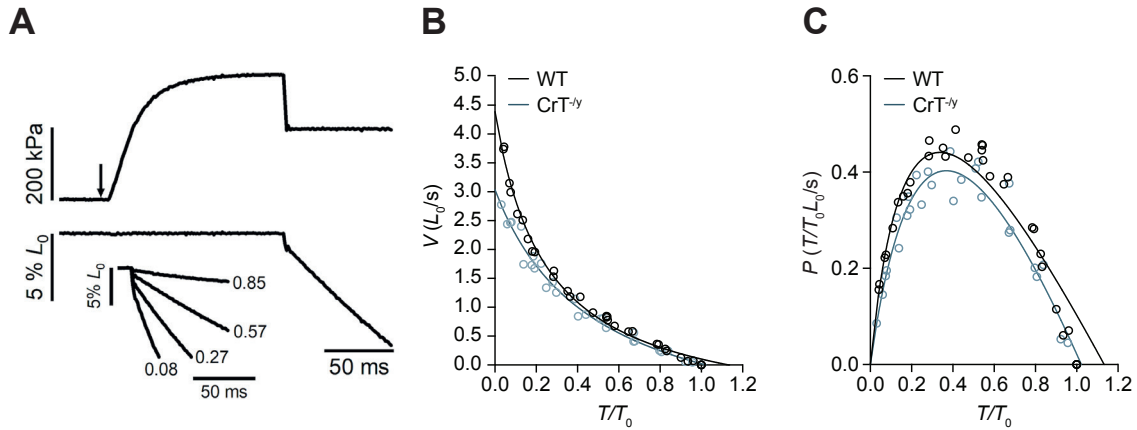 A
200 kPa
5 % L0
5% L0
0.85
0.57
0.27
0.08
50 ms
50 ms
B
WT
CrT-/y
V (L0/s)
5.0
4.5
4.0
3.5
3.0
2.5
2.0
1.5
1.0
0.5
0.0
0.0 0.2 0.4 0.6 0.8 1.0 1.2
T/T0
C
WT
CrT-/y
P (T/T0L0/s)
0.6
0.4
0.2
0.0
0.0 0.2 0.4 0.6 0.8 1.0 1.2
T/T0